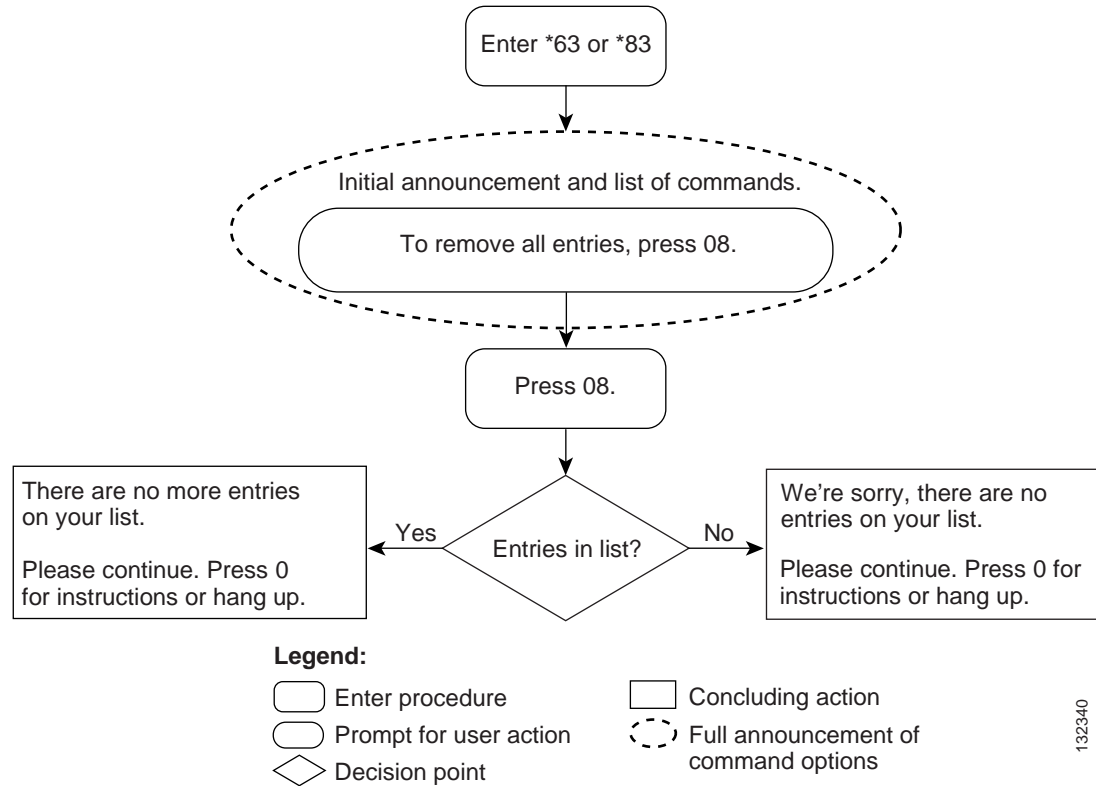 Enter *63 or *83
Initial announcement and list of commands.
To remove all entries, press 08.
Press 08.
There are no more entries
on your list.
Please continue. Press 0
for instructions or hang up.
Yes
Entries in list?
No
We're sorry, there are no
entries on your list.
Please continue. Press 0 for
instructions or hang up.
Legend:
Enter procedure
Prompt for user action
Decision point
Concluding action
Full announcement of
command options
132340